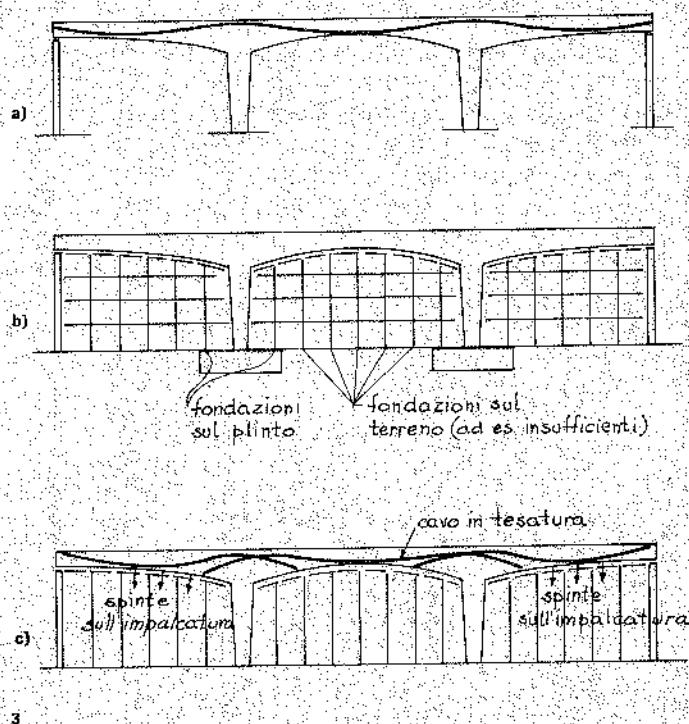 a)
b)
fondazioni
sul plinto
fondazioni sul
terreno (ad es insufficienti)
cavo in tesatura
spinte
sull'impalcatura
spinte
sull'impalcatura
c)
3